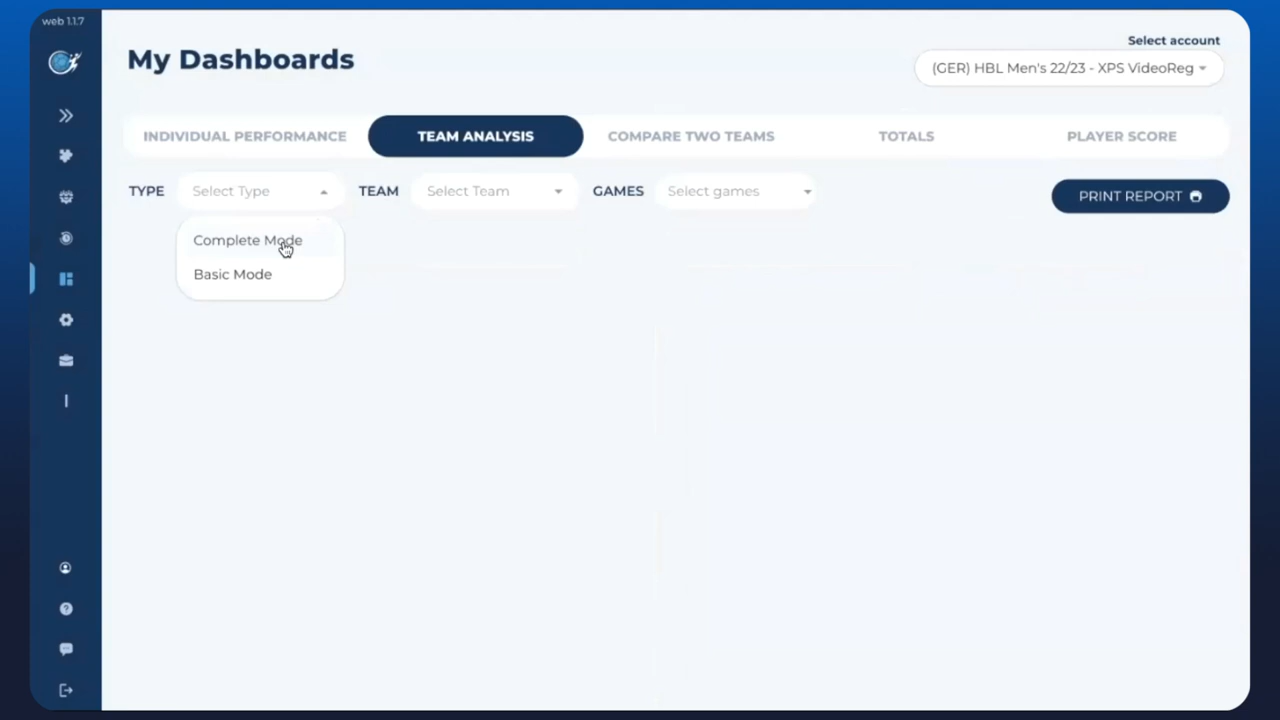 web 1.1.7
My Dashboards
Select account
(GER) HBL Men's 22/23 - XPS VideoReg
INDIVIDUAL PERFORMANCE
TEAM ANALYSIS
COMPARE TWO TEAMS
TOTALS
PLAYER SCORE
TYPE
Select Type
TEAM
Select Team
GAMES
Select games
PRINT REPORT
Complete Mode
Basic Mode